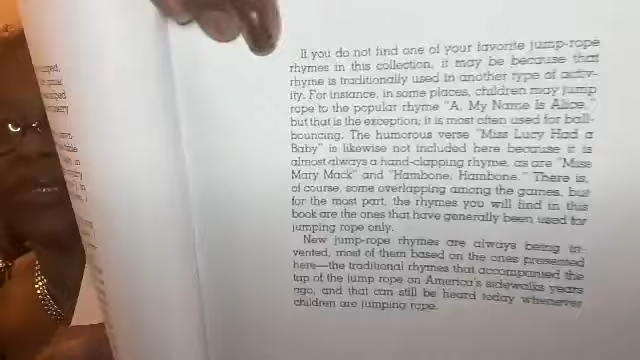 If you do not find one of your favorite jump-rope
rhymes in this collection, it may be because that
rhyme is traditionally used in another type of activ-
ity. For instance, in some places, children may jump
rope to the popular rhyme "A, My Name Is Alice,"
but that is the exception; it is most often used for ball-
bouncing. The humorous verse "Miss Lucy Had a
Baby" is likewise not included here because it is
almost always a hand-clapping rhyme, as are "Miss
Mary Mack" and "Hambone, Hambone." There is,
of course, some overlapping among the games, but
for the most part, the rhymes you will find in this
book are the ones that have generally been used for
jumping rope only.
New jump-rope rhymes are always being in-
vented, most of them based on the ones presented
here—the traditional rhymes that accompanied the
tap of the jump rope on America's sidewalks years
ago, and that can still be heard today whenever
children are jumping rope.